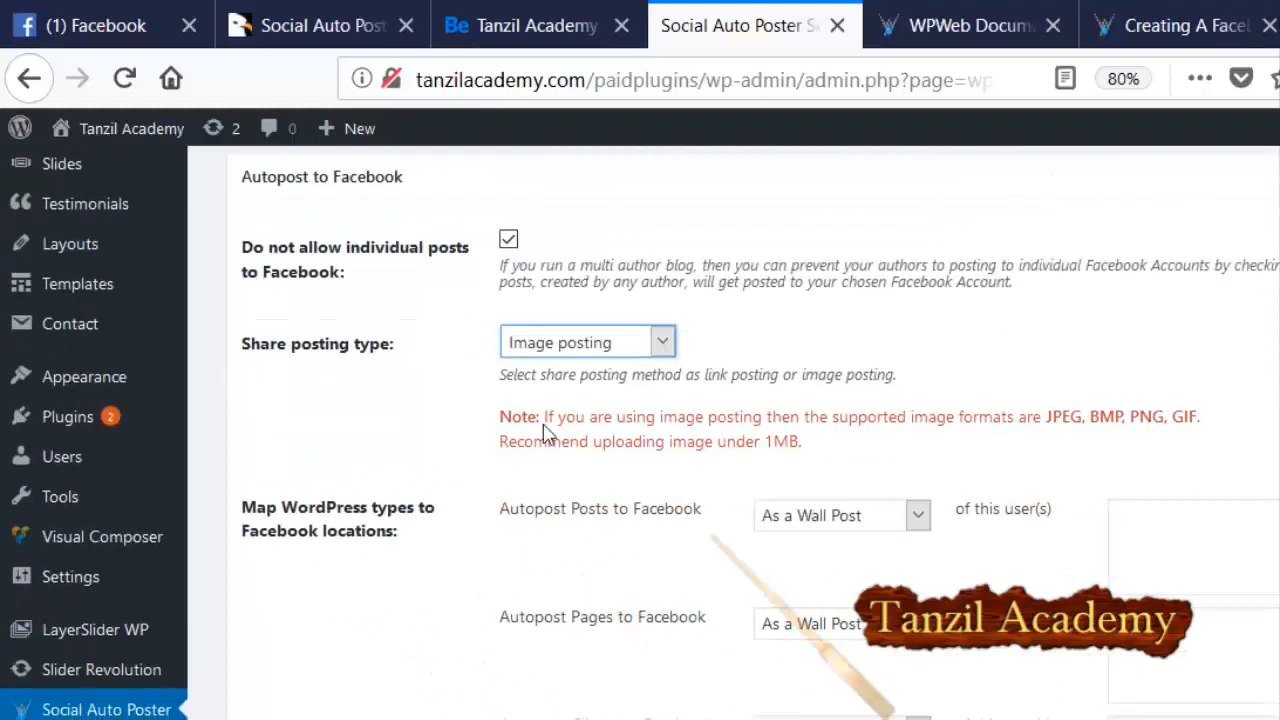 (1) Facebook
Social Auto Post
Tanzil Academy
Social Auto Poster S
WPWeb Docum
Creating A Facel
tanzilacademy.com/paidplugins/wp-admin/admin.php?page=wp
80%
Tanzil Academy
2
0
New
Slides
Testimonials
Layouts
Templates
Contact
Appearance
Plugins 2
Users
Tools
Visual Composer
Settings
LayerSlider WP
Slider Revolution
Social Auto Poster
Autopost to Facebook
Do not allow individual posts
to Facebook:
If you run a multi author blog, then you can prevent your authors to posting to individual Facebook Accounts by checkin
posts, created by any author, will get posted to your chosen Facebook Account.
Share posting type:
Image posting
Select share posting method as link posting or image posting.
Note: If you are using image posting then the supported image formats are JPEG, BMP, PNG, GIF.
Recommend uploading image under 1MB.
Map WordPress types to
Facebook locations:
Autopost Posts to Facebook
As a Wall Post
of this user(s)
Autopost Pages to Facebook
As a Wall Post
Tanzil Academy